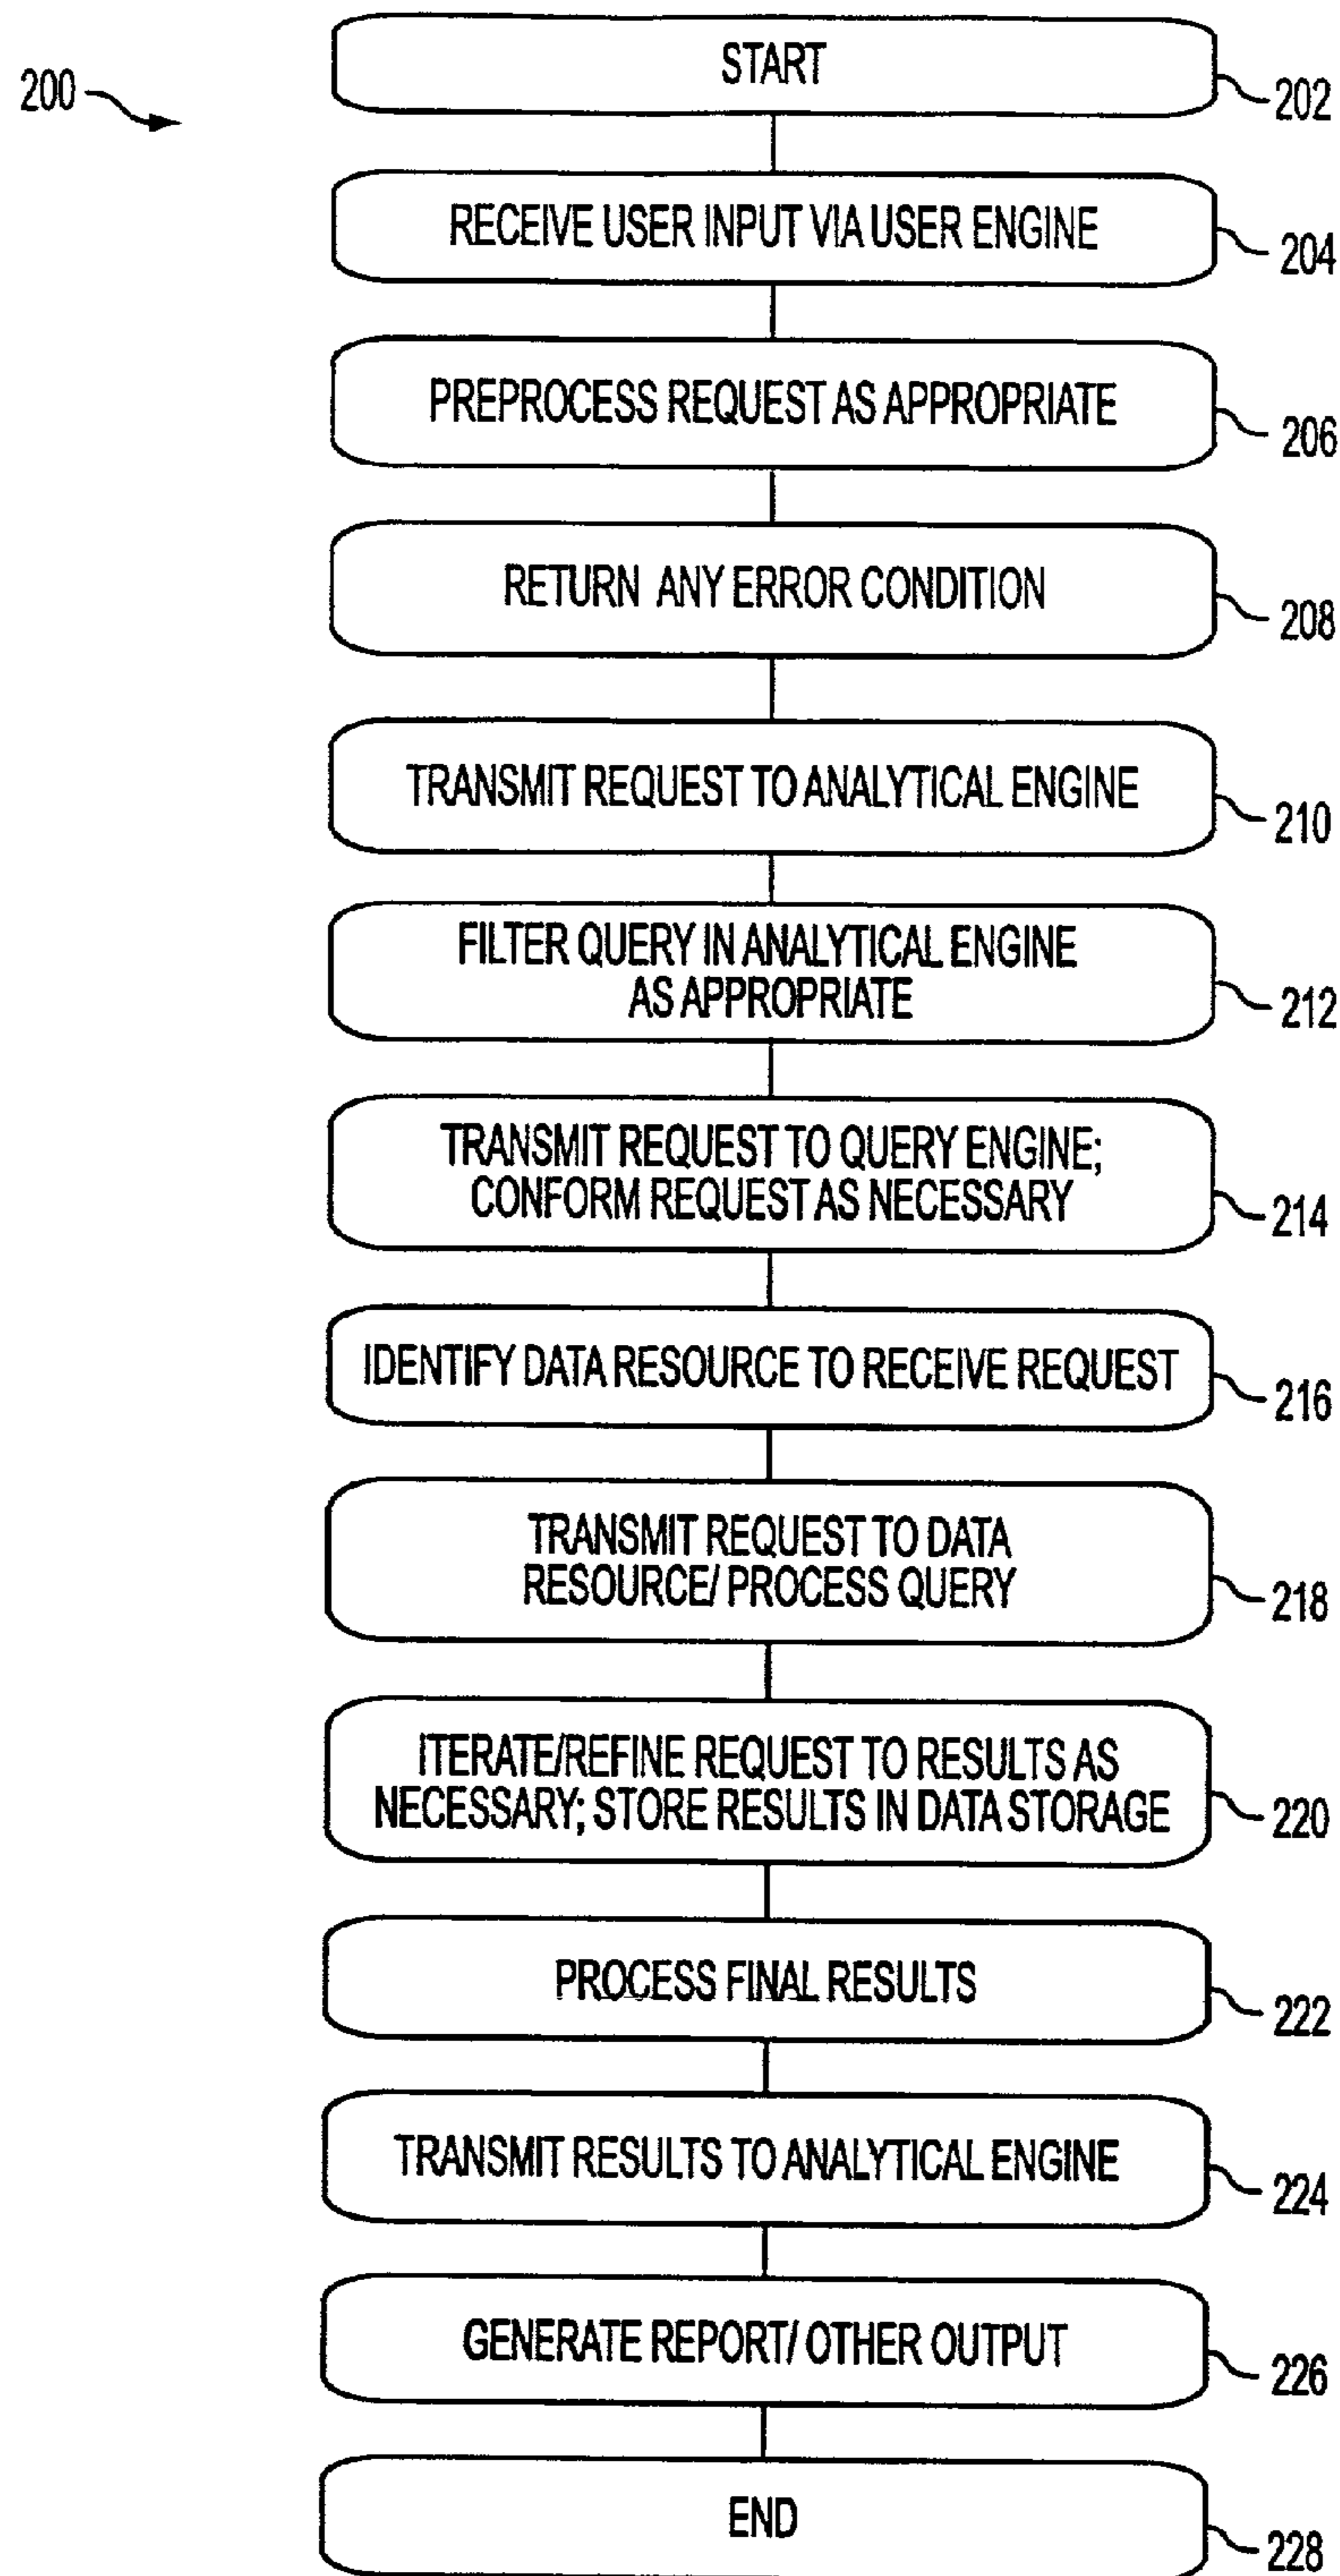 200
START
202
RECEIVE USER INPUT VIA USER ENGINE
204
PREPROCESS REQUEST AS APPROPRIATE
206
RETURN ANY ERROR CONDITION
208
TRANSMIT REQUEST TO ANALYTICAL ENGINE
210
FILTER QUERY IN ANALYTICAL ENGINE
AS APPROPRIATE
212
TRANSMIT REQUEST TO QUERY ENGINE;
CONFORM REQUEST AS NECESSARY
214
IDENTIFY DATA RESOURCE TO RECEIVE REQUEST
216
TRANSMIT REQUEST TO DATA
RESOURCE/ PROCESS QUERY
218
ITERATE/REFINE REQUEST TO RESULTS AS
NECESSARY; STORE RESULTS IN DATA STORAGE
220
PROCESS FINAL RESULTS
222
TRANSMIT RESULTS TO ANALYTICAL ENGINE
224
GENERATE REPORT/ OTHER OUTPUT
226
END
228